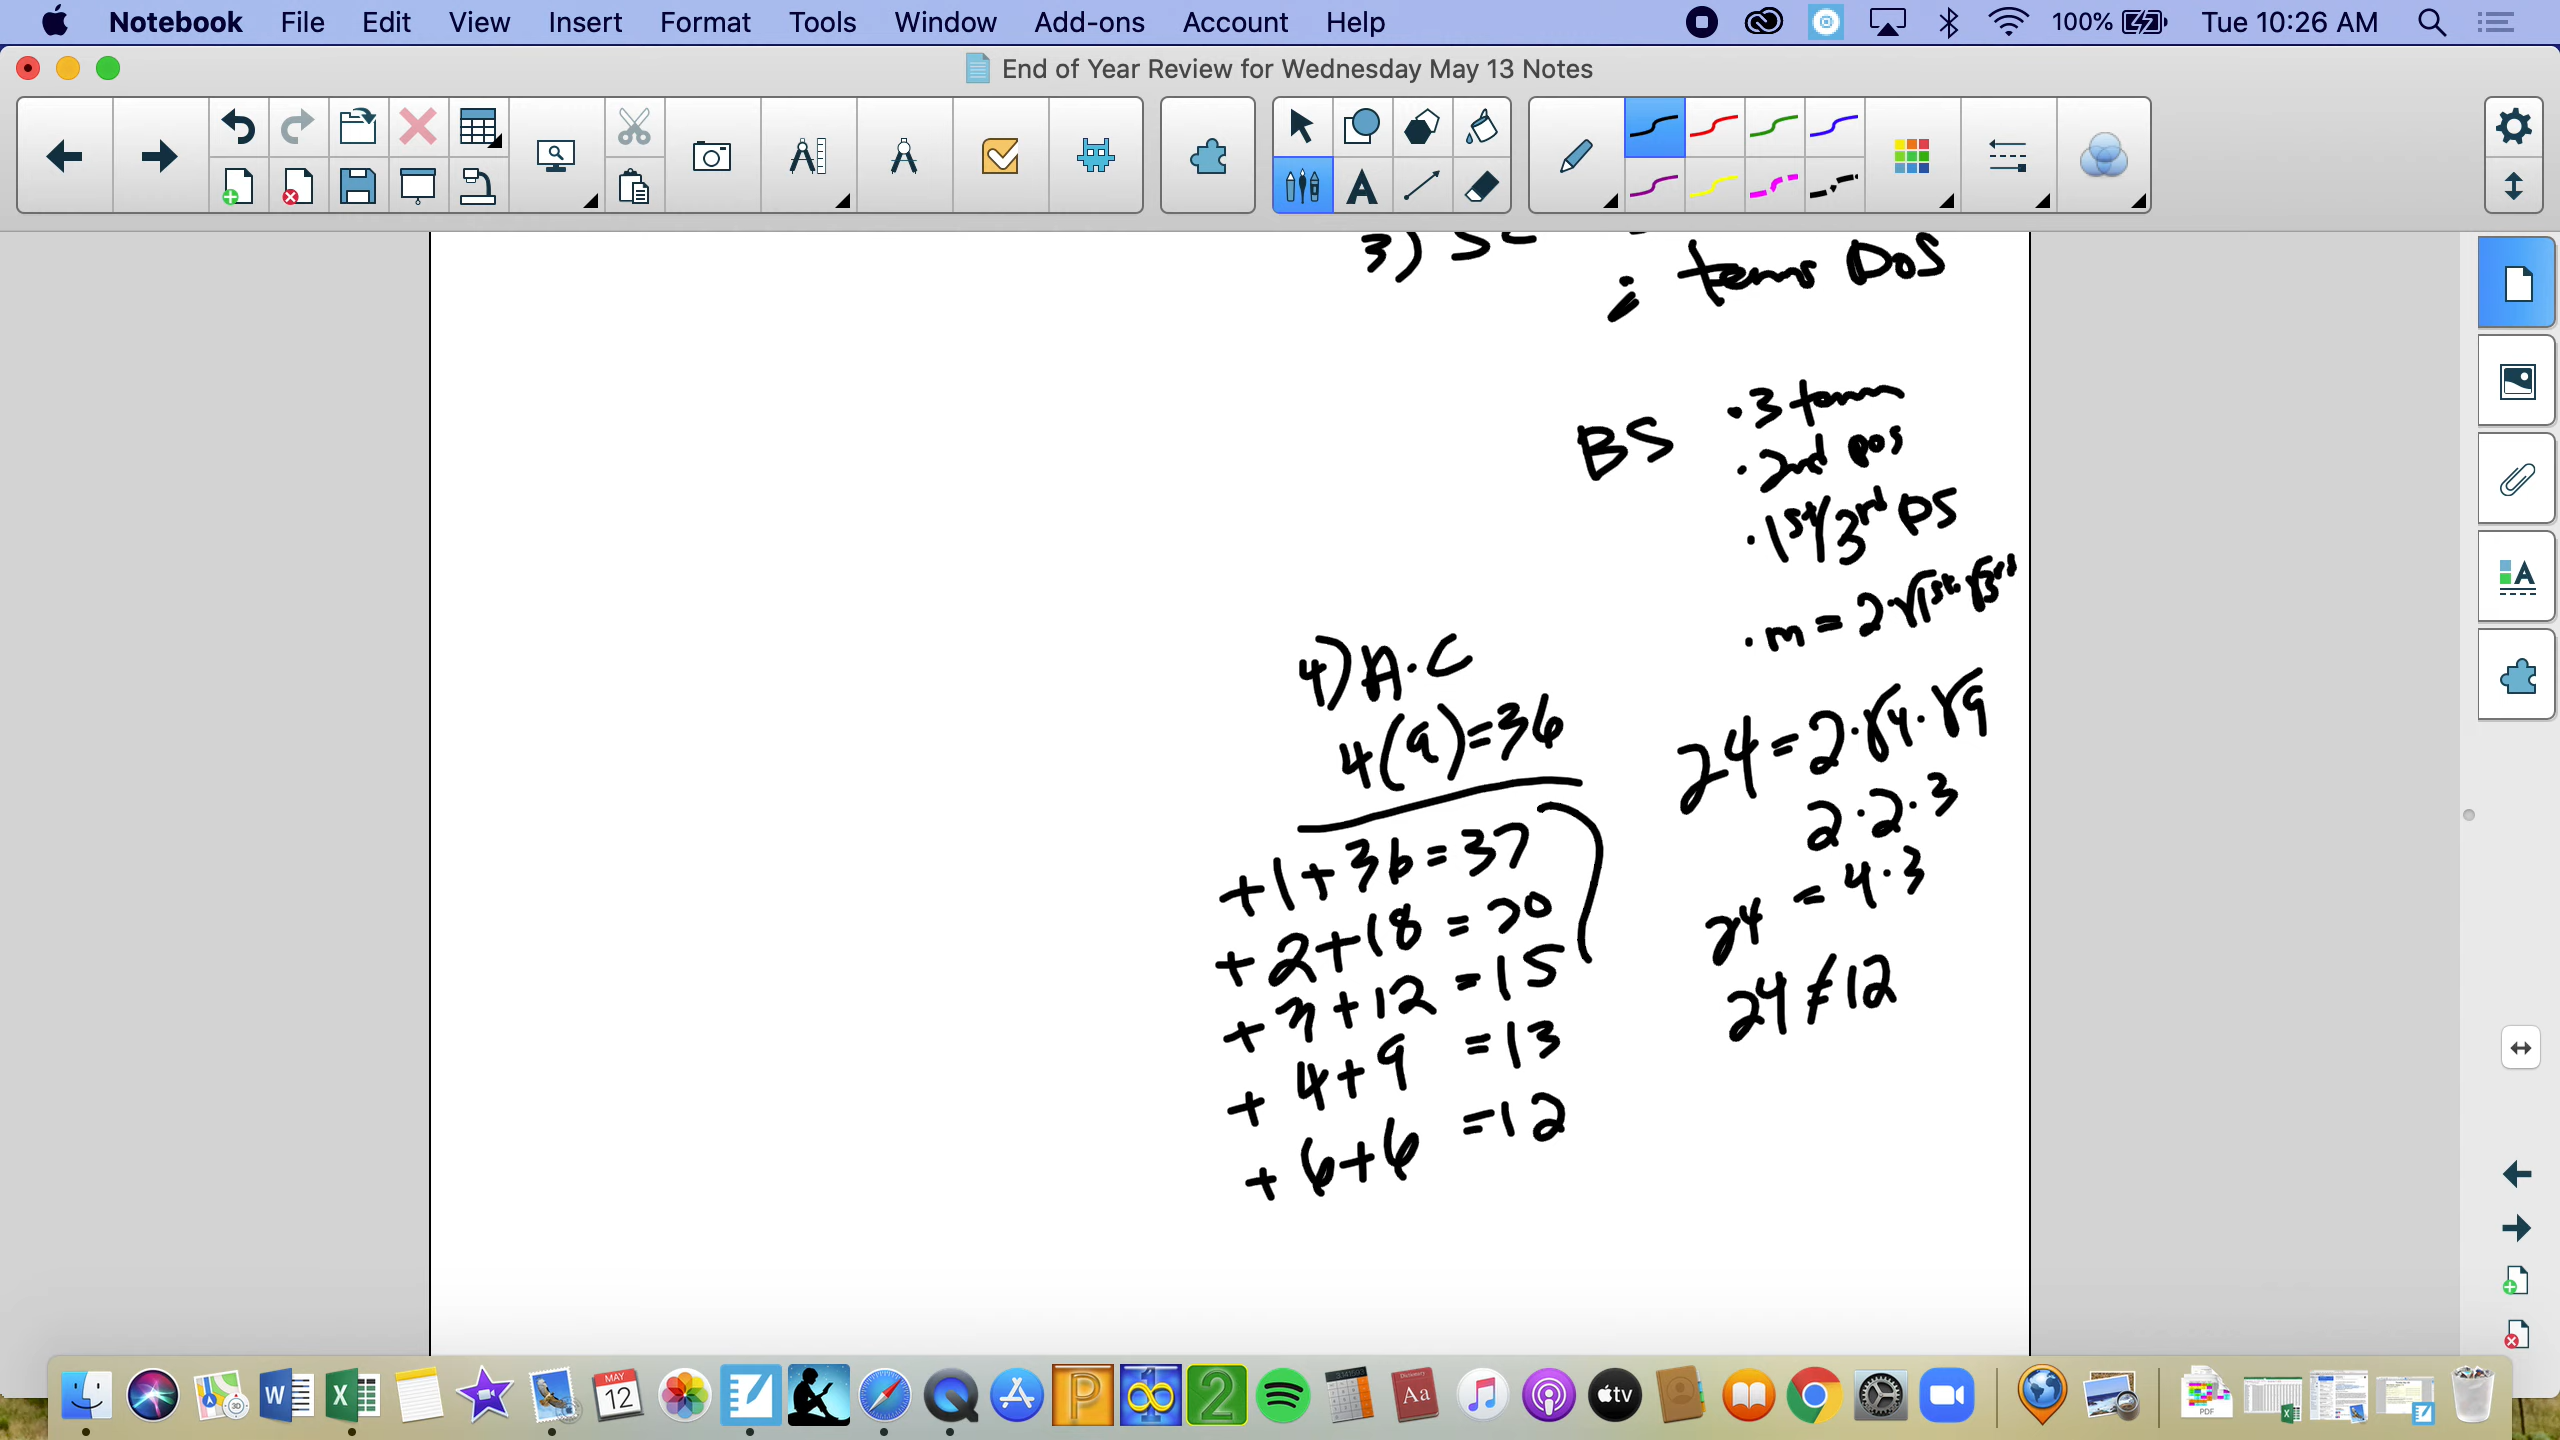 Notebook File Edit View Insert Format Tools Window Add-ons Account Help 100% Tue 10:26 AM
End of Year Review for Wednesday May 13 Notes
3)
terms DoS
BS
· 3 term
· 2nd pos
· 1st/3rd PS
· m = 2·√1st·√3rd
4) A·C
4(9)=36
+1+36=37
+2+18=20
+3+12=15
+4+9=13
+6+6=12
24=2·√4·√9
2·2·3
24 = 4·3
24≠12
MAY
12
PDF
tv
Aa